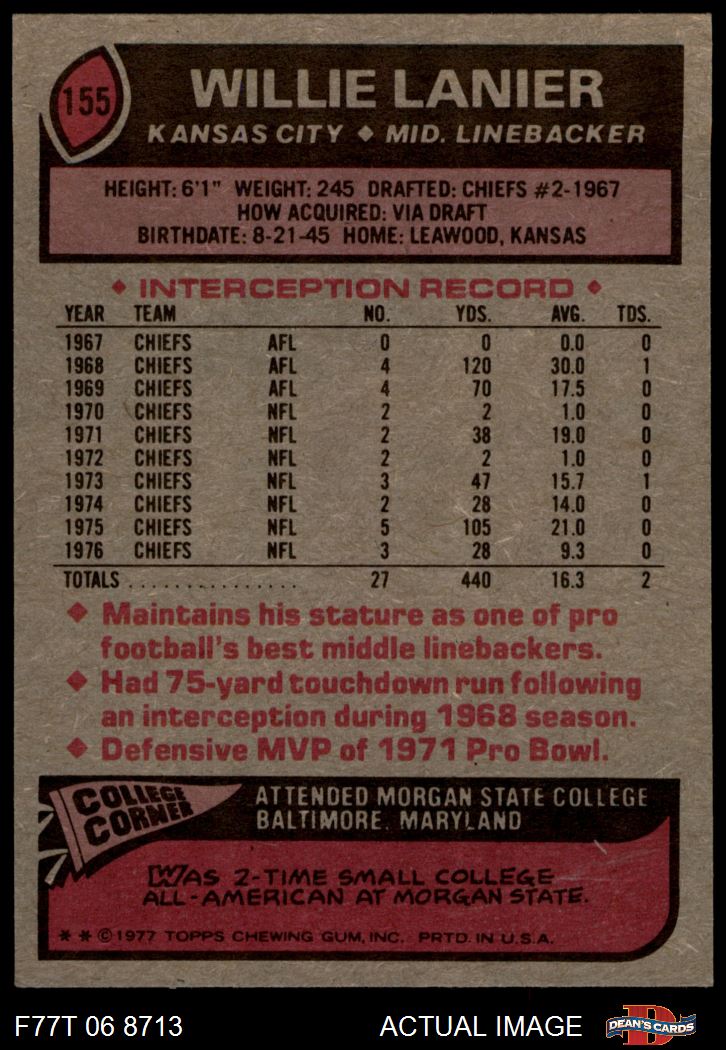 155
WILLIE LANIER
KANSAS CITY ◆ MID. LINEBACKER
HEIGHT: 6'1" WEIGHT: 245 DRAFTED: CHIEFS #2-1967
HOW ACQUIRED: VIA DRAFT
BIRTHDATE: 8-21-45 HOME: LEAWOOD, KANSAS
◆ INTERCEPTION RECORD ◆
YEAR TEAM NO. YDS. AVG. TDS.
1967 CHIEFS AFL 0 0 0.0 0
1968 CHIEFS AFL 4 120 30.0 1
1969 CHIEFS AFL 4 70 17.5 0
1970 CHIEFS NFL 2 2 1.0 0
1971 CHIEFS NFL 2 38 19.0 0
1972 CHIEFS NFL 2 2 1.0 0
1973 CHIEFS NFL 3 47 15.7 1
1974 CHIEFS NFL 2 28 14.0 0
1975 CHIEFS NFL 5 105 21.0 0
1976 CHIEFS NFL 3 28 9.3 0
TOTALS ................ 27 440 16.3 2
◆ Maintains his stature as one of pro
football's best middle linebackers.
◆ Had 75-yard touchdown run following
an interception during 1968 season.
◆ Defensive MVP of 1971 Pro Bowl.
COLLEGE
CORNER
ATTENDED MORGAN STATE COLLEGE
BALTIMORE, MARYLAND
WAS 2-TIME SMALL COLLEGE
ALL-AMERICAN AT MORGAN STATE.
* * © 1977 TOPPS CHEWING GUM, INC. PRTD. IN U.S.A.
F77T 06 8713
ACTUAL IMAGE
D
DEAN'S CARDS